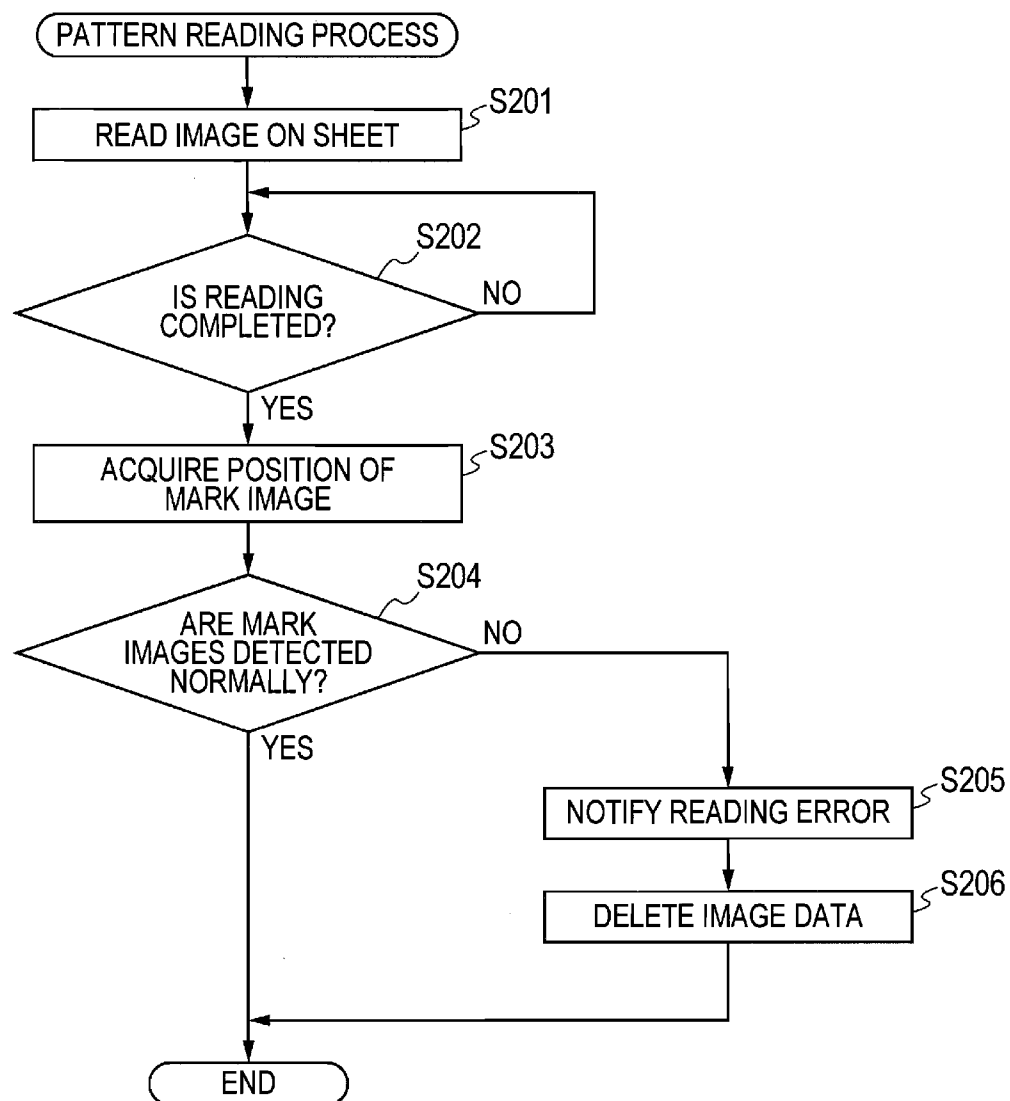 PATTERN READING PROCESS
S201
READ IMAGE ON SHEET
S202
IS READING
COMPLETED?
NO
YES
S203
ACQUIRE POSITION OF
MARK IMAGE
S204
ARE MARK
IMAGES DETECTED
NORMALLY?
NO
YES
S205
NOTIFY READING ERROR
S206
DELETE IMAGE DATA
END